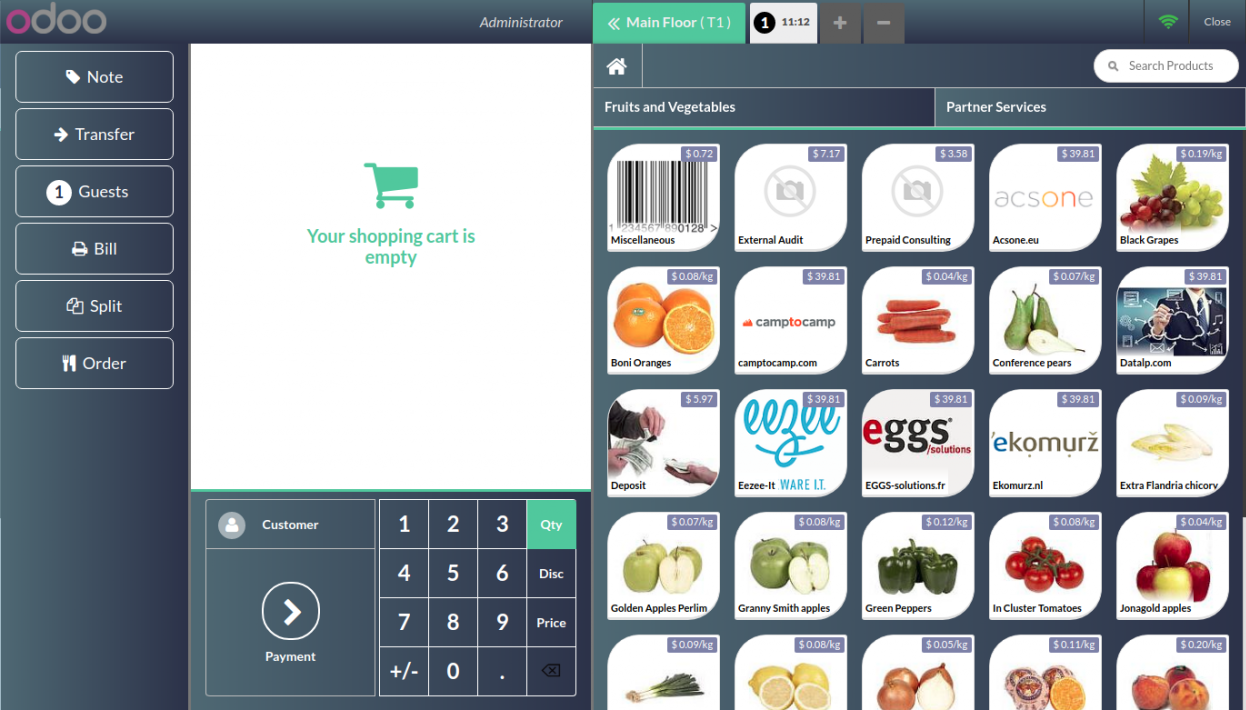 odoo
Administrator
Main Floor ( T1 )
1 11:12
+
−
Close
Note
Transfer
1 Guests
Bill
Split
Order
Your shopping cart is
empty
Customer
Payment
1 2 3 Qty
4 5 6 Disc
7 8 9 Price
+/- 0 .
Search Products
Fruits and Vegetables
Partner Services
$ 0.72
1 234567 890128 >
Miscellaneous
$ 7.17
External Audit
$ 3.58
Prepaid Consulting
$ 39.81
acsone
Acsone.eu
$ 0.19/kg
Black Grapes
$ 0.08/kg
Boni Oranges
$ 39.81
camptocamp
camptocamp.com
$ 0.04/kg
Carrots
$ 0.07/kg
Conference pears
$ 39.81
Datalp.com
$ 5.97
Deposit
$ 39.81
eezee
WARE I.T.
Eezee-It
$ 39.81
eggs
/solutions
EGGS-solutions.fr
$ 39.81
ekomurž
Ekomurz.nl
$ 0.09/kg
Extra Flandria chicory
$ 0.07/kg
Golden Apples Perlim
$ 0.08/kg
Granny Smith apples
$ 0.12/kg
Green Peppers
$ 0.08/kg
In Cluster Tomatoes
$ 0.04/kg
Jonagold apples
$ 0.09/kg
$ 0.08/kg
$ 0.05/kg
$ 0.11/kg
$ 0.20/kg